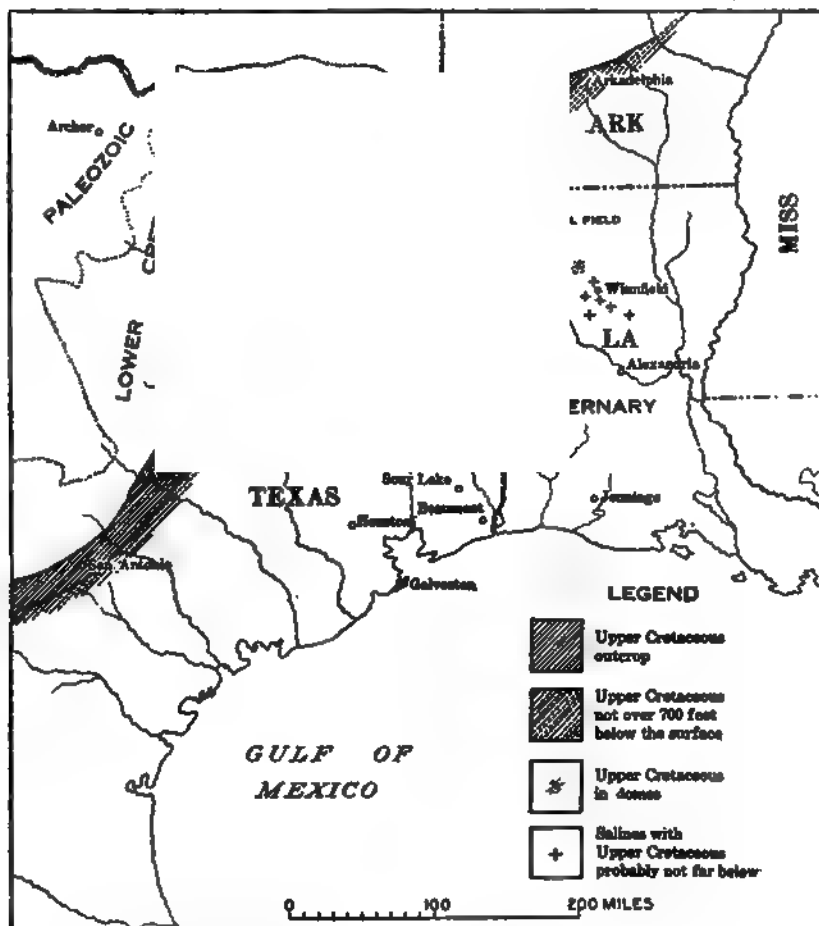 Arkadelphia
ARK
Archer
PALEOZOIC
MISS
L FIELD
Winnfield
LA
LOWER
CRE
Alexandria
ERNARY
Sour Lake
TEXAS
Beaumont
Jennings
Houston
San Antonio
Galveston
LEGEND
Upper Cretaceous
outcrop
Upper Cretaceous
not over 700 feet
below the surface
GULF OF
MEXICO
Upper Cretaceous
in domes
Salines with
Upper Cretaceous
probably not far below
0 100 200 MILES